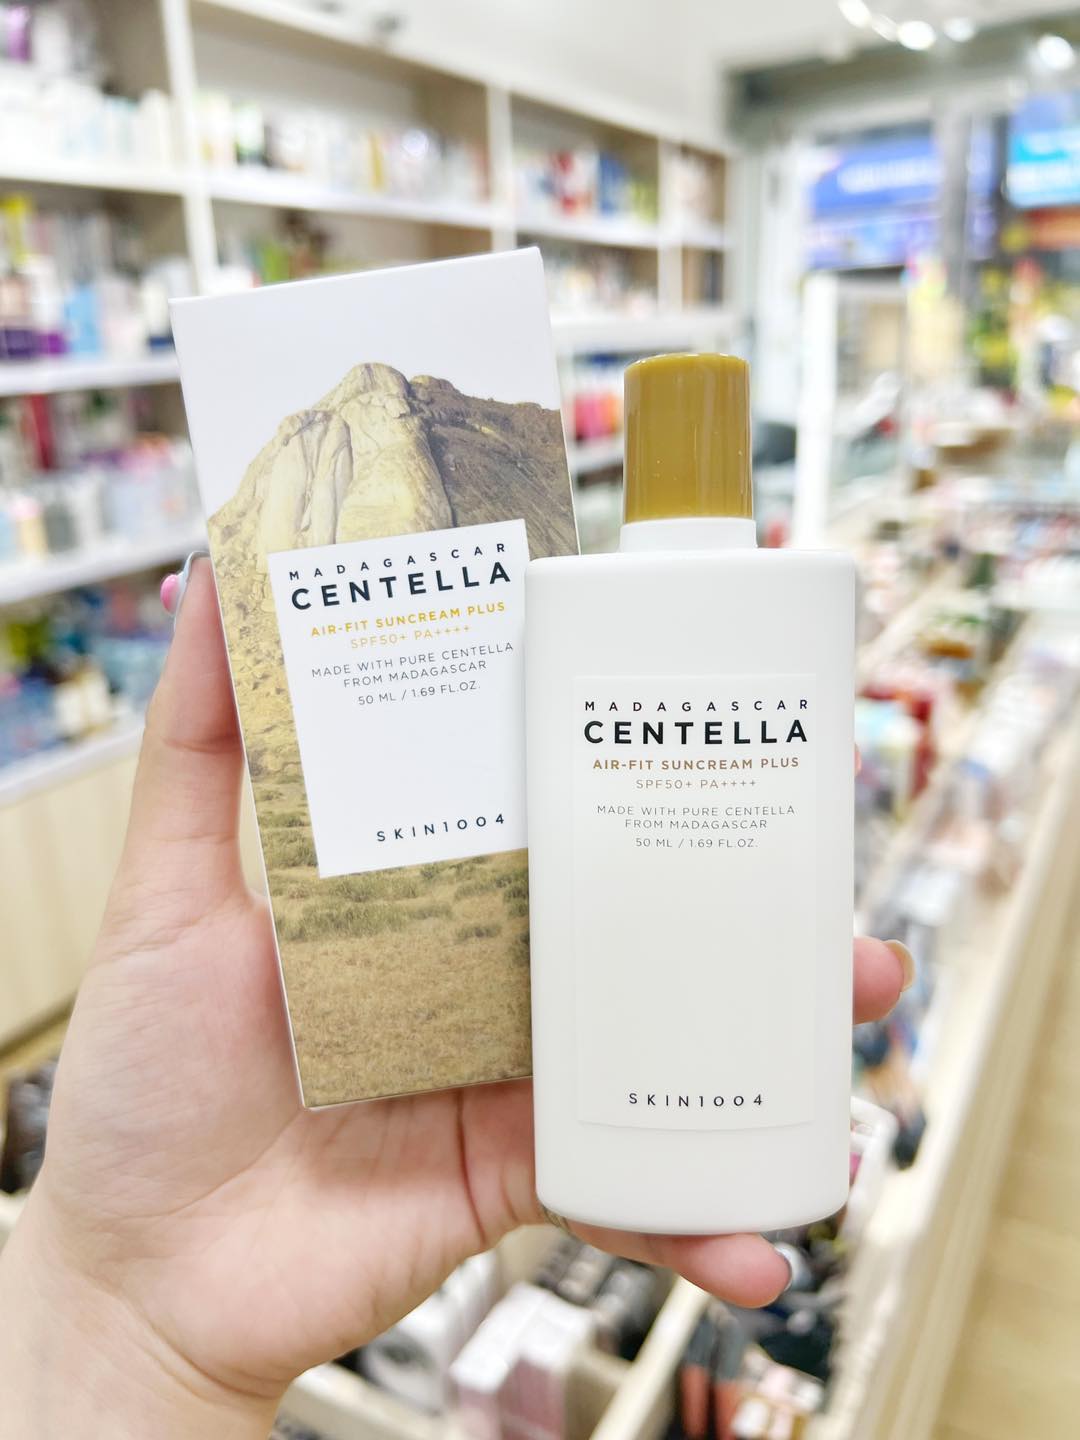 MADAGASCAR
CENTELLA
AIR-FIT SUNCREAM PLUS
SPF50+ PA++++
MADE WITH PURE CENTELLA
FROM MADAGASCAR
50 ML / 1.69 FL.OZ.
SKIN1004
MADAGASCAR
CENTELLA
AIR-FIT SUNCREAM PLUS
SPF50+ PA++++
MADE WITH PURE CENTELLA
FROM MADAGASCAR
50 ML / 1.69 FL.OZ.
SKIN1004